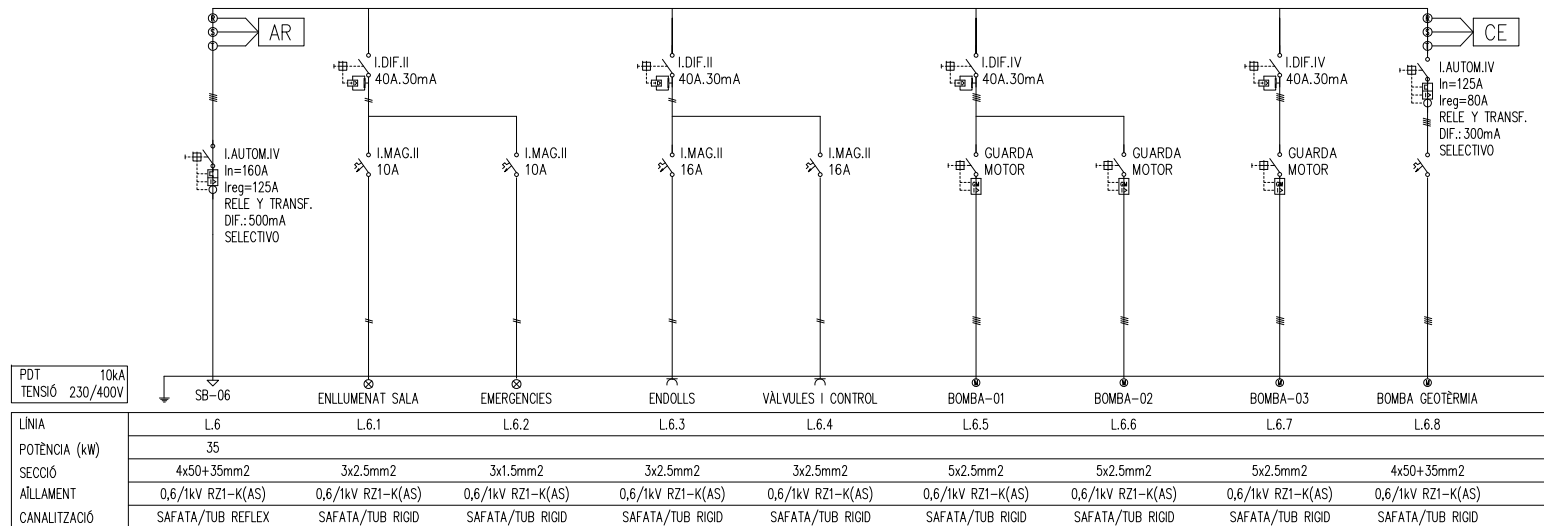 R
S
T
AR
R
S
T
CE
I.DIF.II
40A.30mA
I.DIF.II
40A.30mA
I.DIF.IV
40A.30mA
I.DIF.IV
40A.30mA
I.AUTOM.IV
In=125A
Ireg=80A
RELE Y TRANSF.
DIF.: 300mA
SELECTIVO
I.AUTOM.IV
In=160A
Ireg=125A
RELE Y TRANSF.
DIF.: 500mA
SELECTIVO
I.MAG.II
10A
I.MAG.II
10A
I.MAG.II
16A
I.MAG.II
16A
GUARDA
MOTOR
GUARDA
MOTOR
GUARDA
MOTOR
PDT 10kA
TENSIÓ 230/400V
SB-06 ENLLUMENAT SALA EMERGENCIES ENDOLLS VÀLVULES I CONTROL BOMBA-01 BOMBA-02 BOMBA-03 BOMBA GEOTÈRMIA
LÍNIA L.6 L.6.1 L.6.2 L.6.3 L.6.4 L.6.5 L.6.6 L.6.7 L.6.8
POTÈNCIA (kW) 35
SECCIÓ 4x50+35mm2 3x2.5mm2 3x1.5mm2 3x2.5mm2 3x2.5mm2 5x2.5mm2 5x2.5mm2 5x2.5mm2 4x50+35mm2
AÏLLAMENT 0,6/1kV RZ1-K(AS) 0,6/1kV RZ1-K(AS) 0,6/1kV RZ1-K(AS) 0,6/1kV RZ1-K(AS) 0,6/1kV RZ1-K(AS) 0,6/1kV RZ1-K(AS) 0,6/1kV RZ1-K(AS) 0,6/1kV RZ1-K(AS) 0,6/1kV RZ1-K(AS)
CANALITZACIÓ SAFATA/TUB REFLEX SAFATA/TUB RIGID SAFATA/TUB RIGID SAFATA/TUB RIGID SAFATA/TUB RIGID SAFATA/TUB RIGID SAFATA/TUB RIGID SAFATA/TUB RIGID SAFATA/TUB RIGID